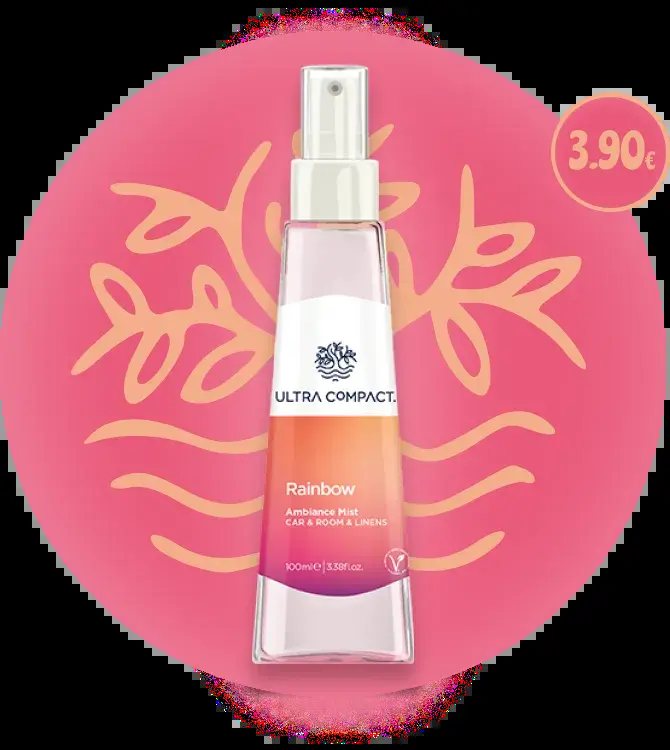 3.90€
ULTRA COMPACT.
Rainbow
Ambiance Mist
CAR & ROOM & LINENS
100ml e | 3.38fl.oz.